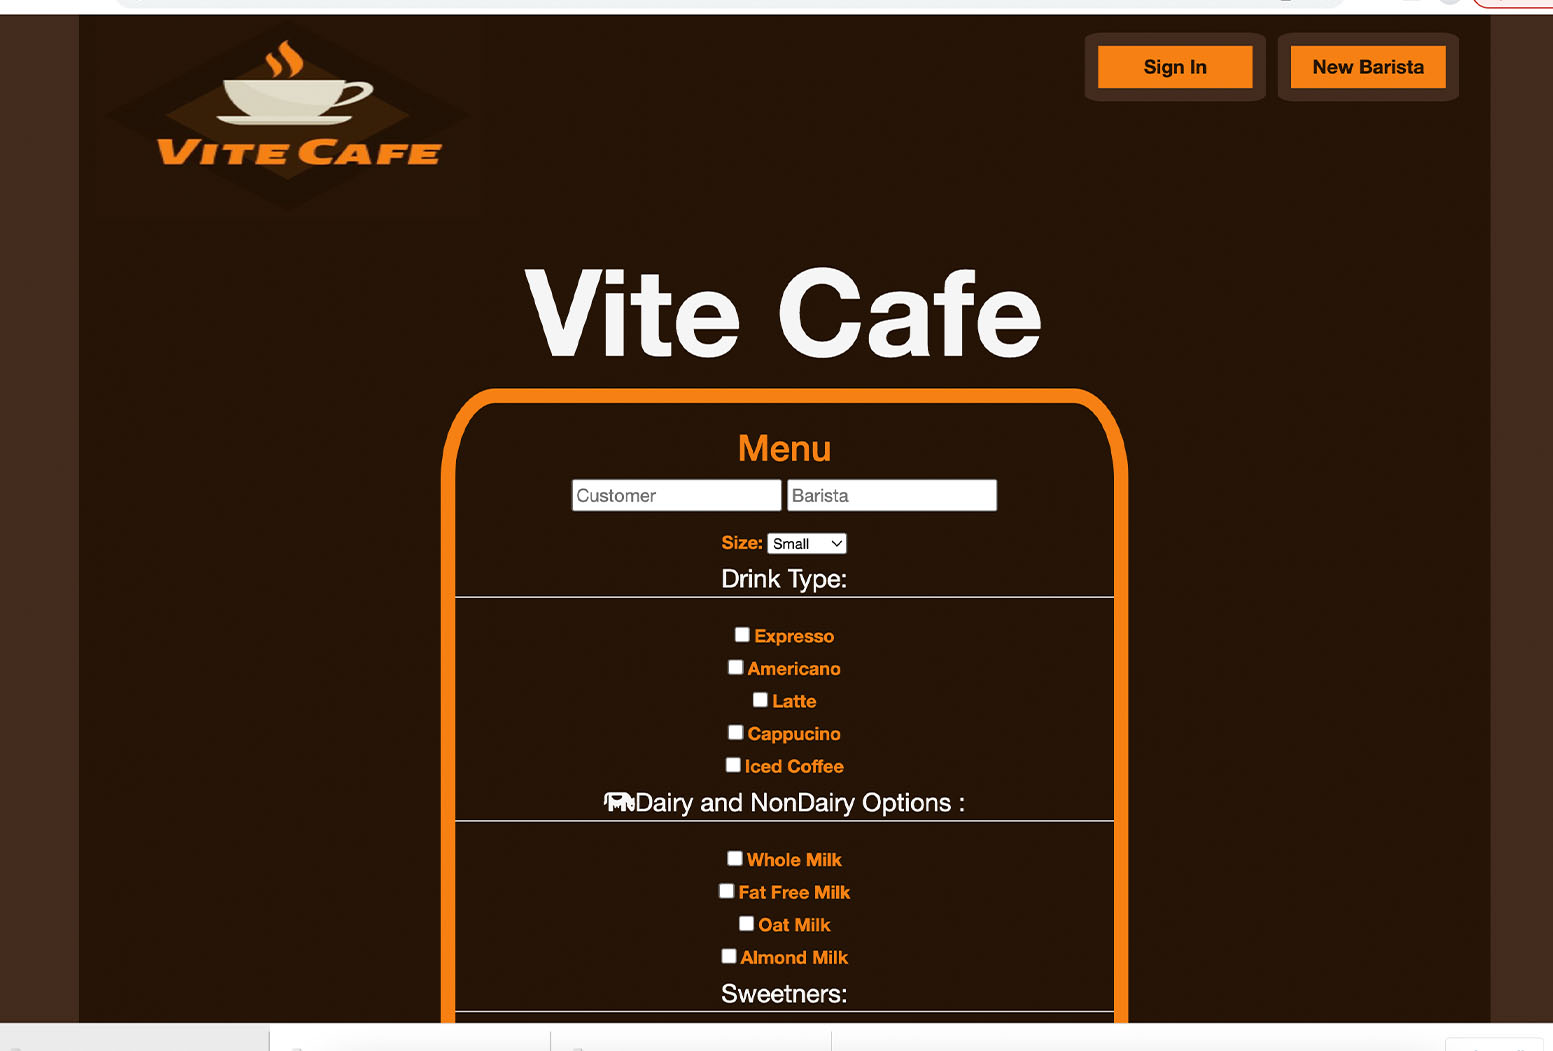 Sign In
New Barista
VITE CAFE
Vite Cafe
Menu
Customer
Barista
Size: Small
Drink Type:
Expresso
Americano
Latte
Cappucino
Iced Coffee
Dairy and NonDairy Options :
Whole Milk
Fat Free Milk
Oat Milk
Almond Milk
Sweetners: